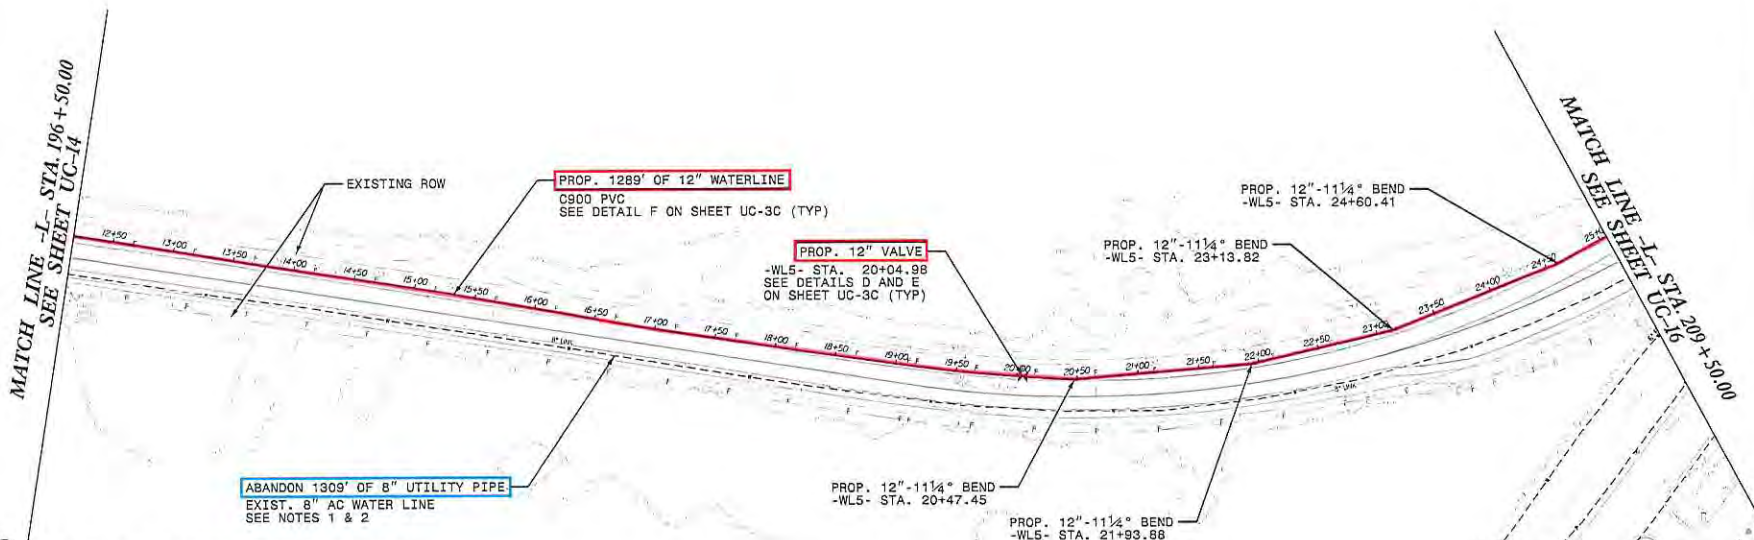 MATCH LINE -L- STA. 196+50.00
SEE SHEET UC-14
EXISTING ROW
PROP. 1289' OF 12" WATERLINE
C900 PVC
SEE DETAIL F ON SHEET UC-3C (TYP)
PROP. 12" VALVE
-WL5- STA. 20+04.98
SEE DETAILS D AND E
ON SHEET UC-3C (TYP)
PROP. 12"-11¼° BEND
-WL5- STA. 24+60.41
PROP. 12"-11¼° BEND
-WL5- STA. 23+13.82
MATCH LINE -L- STA. 209+50.00
SEE SHEET UC-16
12+50
13+00
13+50
14+00
14+50
15+00
15+50
16+00
16+50
17+00
17+50
18+00
18+50
19+00
19+50
20+00
20+50
21+00
21+50
22+00
22+50
23+00
23+50
24+00
24+50
ABANDON 1309' OF 8" UTILITY PIPE
EXIST. 8" AC WATER LINE
SEE NOTES 1 & 2
PROP. 12"-11¼° BEND
-WL5- STA. 20+47.45
PROP. 12"-11¼° BEND
-WL5- STA. 21+93.88